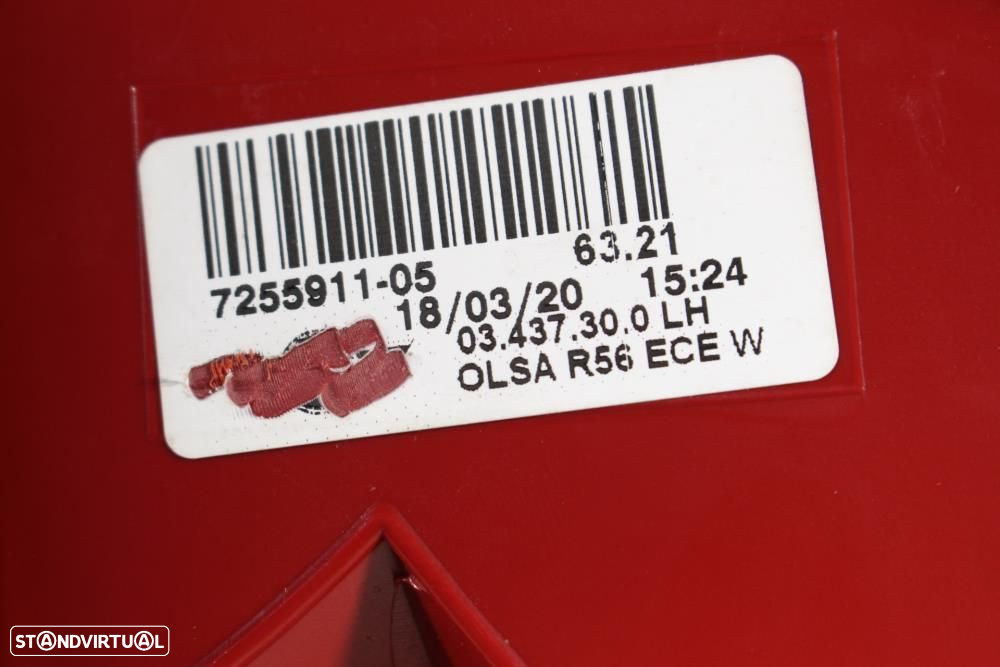 63.21
7255911-05
18/03/20 15:24
03.437.30.0 LH
OLSA R56 ECE W
STANDVIRTUAL